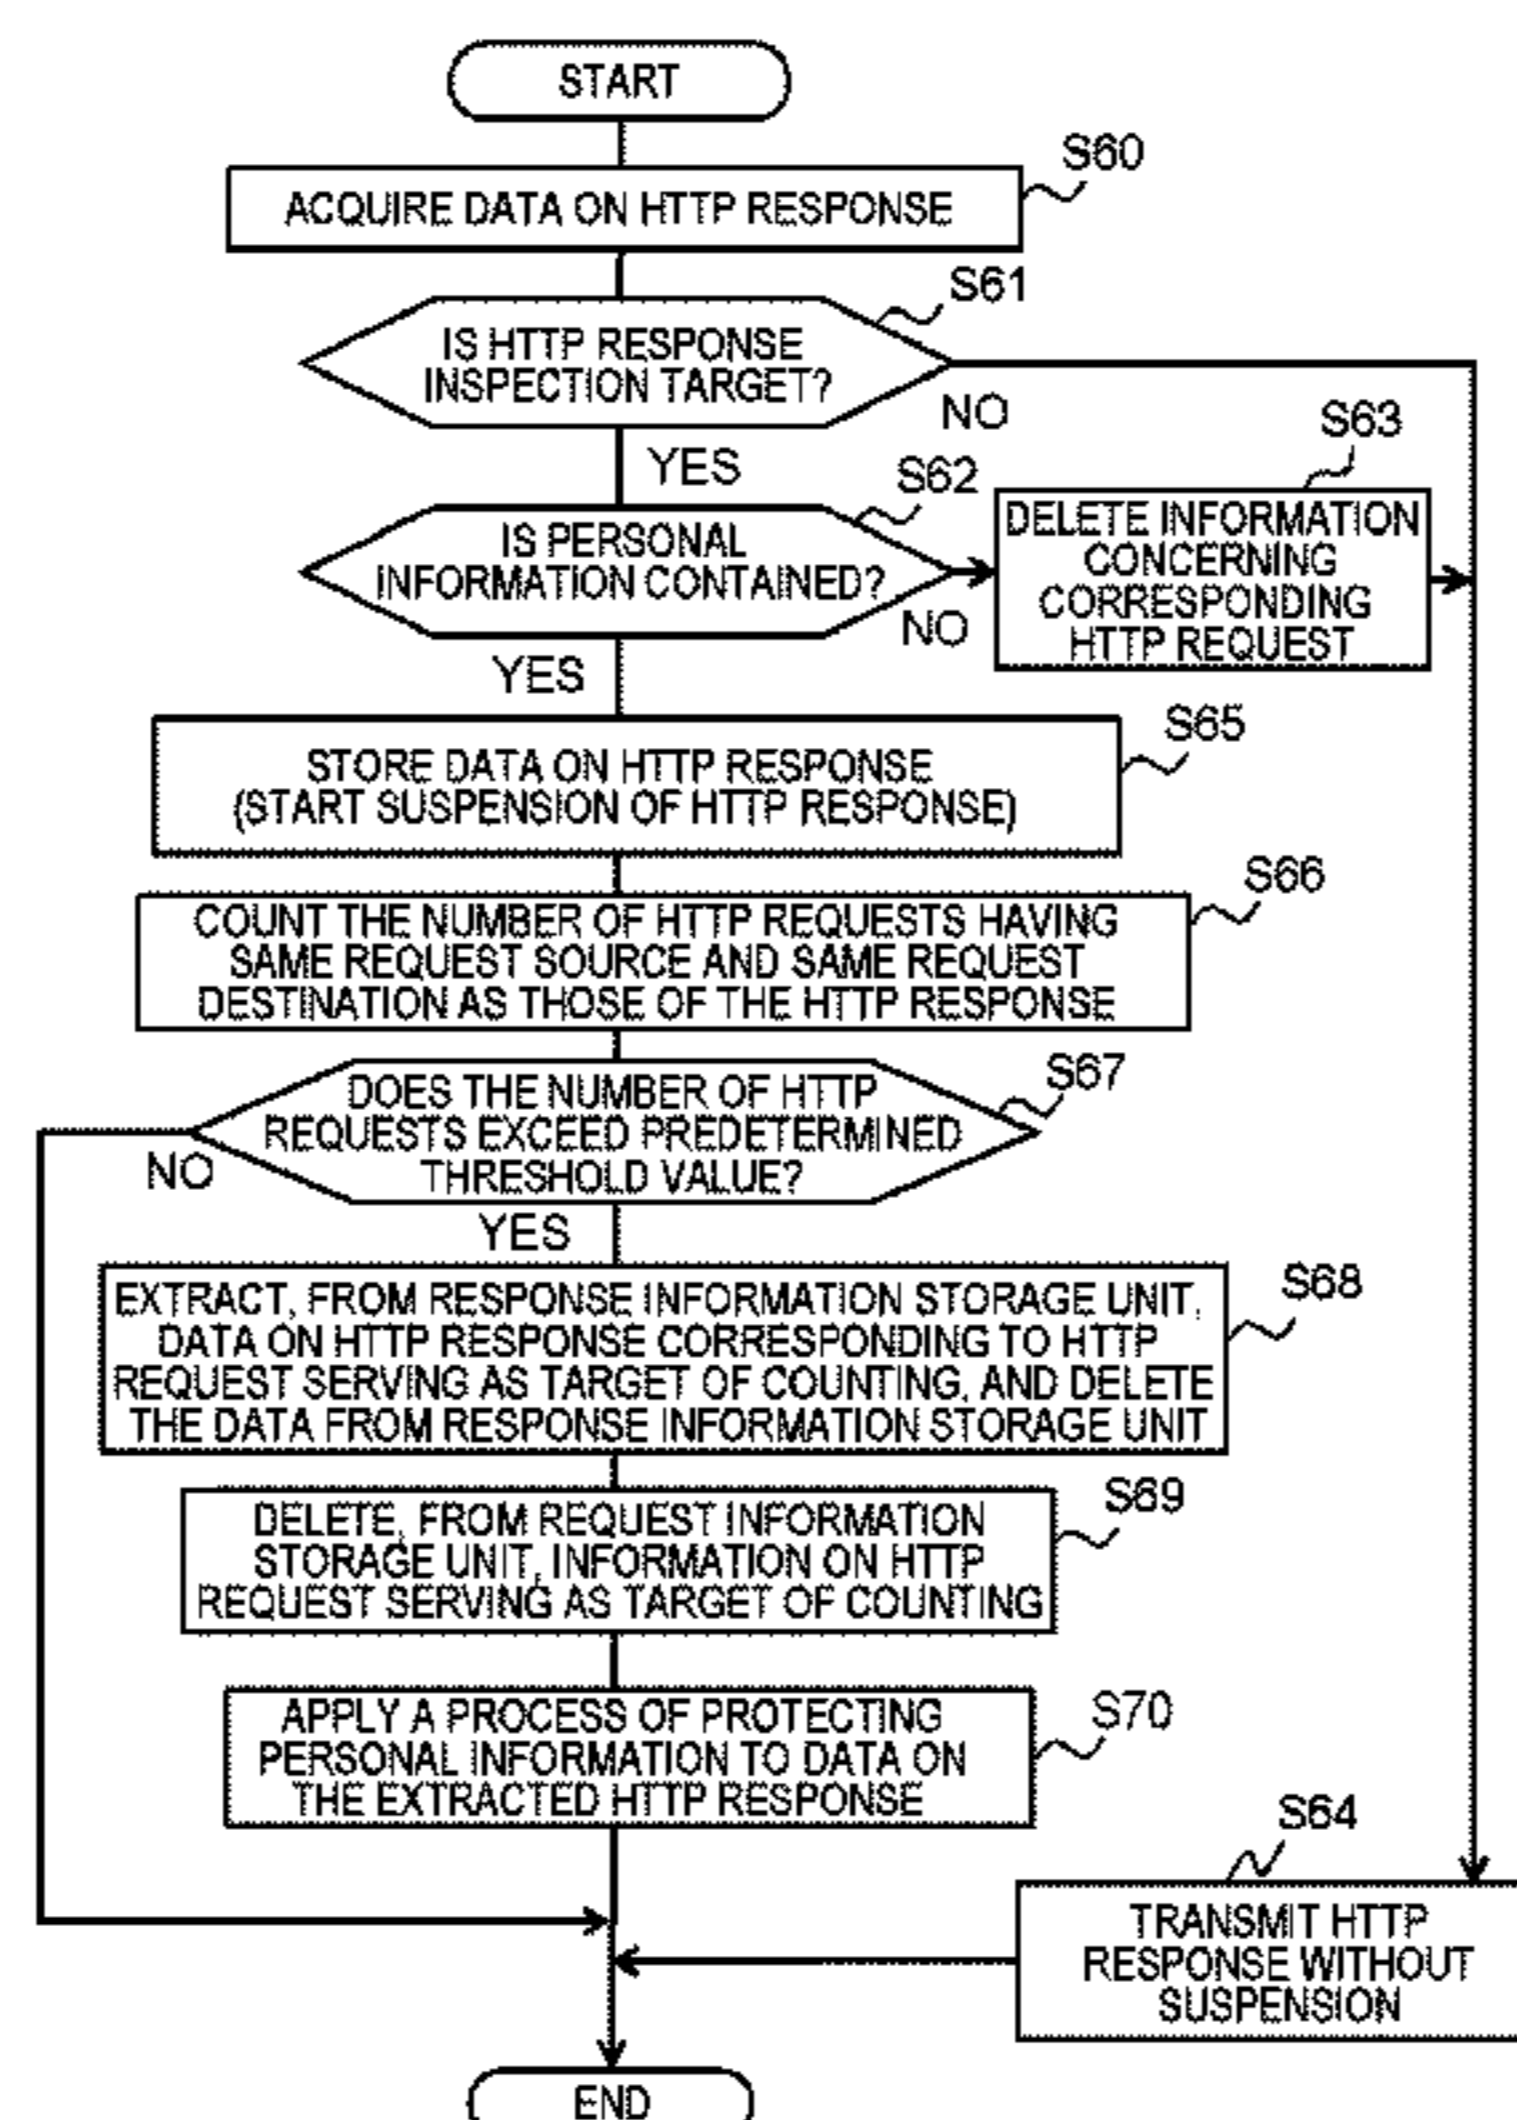 START
S60
ACQUIRE DATA ON HTTP RESPONSE
S61
IS HTTP RESPONSE
INSPECTION TARGET?
NO
YES
S62
IS PERSONAL
INFORMATION CONTAINED?
NO
YES
S63
DELETE INFORMATION
CONCERNING
CORRESPONDING
HTTP REQUEST
S65
STORE DATA ON HTTP RESPONSE
(START SUSPENSION OF HTTP RESPONSE)
S66
COUNT THE NUMBER OF HTTP REQUESTS HAVING
SAME REQUEST SOURCE AND SAME REQUEST
DESTINATION AS THOSE OF THE HTTP RESPONSE
S67
DOES THE NUMBER OF HTTP
REQUESTS EXCEED PREDETERMINED
THRESHOLD VALUE?
NO
YES
S68
EXTRACT, FROM RESPONSE INFORMATION STORAGE UNIT,
DATA ON HTTP RESPONSE CORRESPONDING TO HTTP
REQUEST SERVING AS TARGET OF COUNTING, AND DELETE
THE DATA FROM RESPONSE INFORMATION STORAGE UNIT
S69
DELETE, FROM REQUEST INFORMATION
STORAGE UNIT, INFORMATION ON HTTP
REQUEST SERVING AS TARGET OF COUNTING
S70
APPLY A PROCESS OF PROTECTING
PERSONAL INFORMATION TO DATA ON
THE EXTRACTED HTTP RESPONSE
S64
TRANSMIT HTTP
RESPONSE WITHOUT
SUSPENSION
END